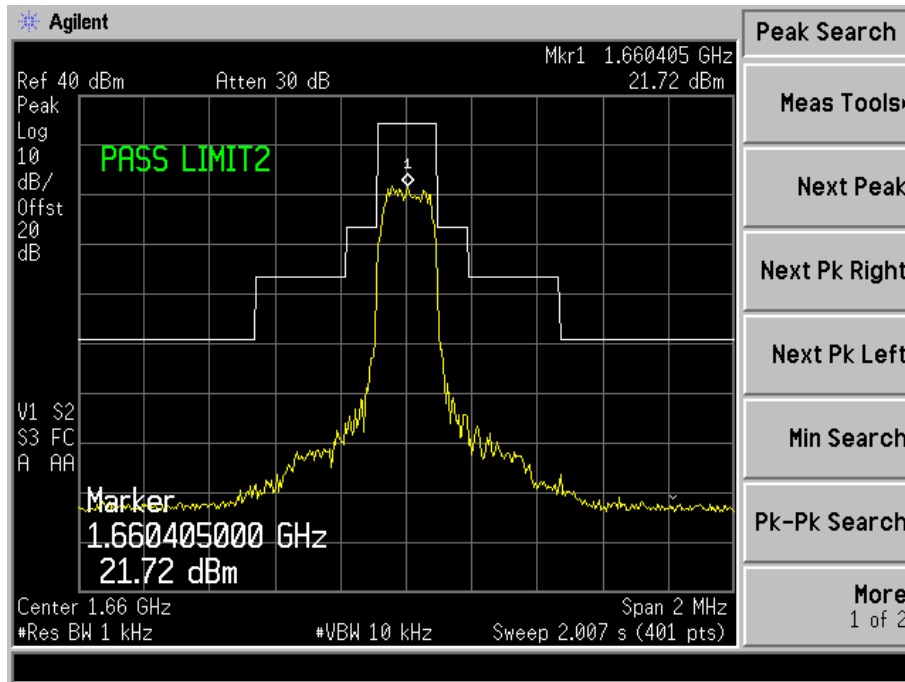 Agilent
Peak Search
Mkr1 1.660405 GHz
Ref 40 dBm Atten 30 dB 21.72 dBm
Peak
Log
10
dB/
Offst
20
dB
PASS LIMIT2
1
Meas Tools
Next Peak
Next Pk Right
Next Pk Left
V1 S2
S3 FC
A AA
Min Search
Marker
1.660405000 GHz
21.72 dBm
Pk-Pk Search
Center 1.66 GHz Span 2 MHz
#Res BW 1 kHz #VBW 10 kHz Sweep 2.007 s (401 pts)
More
1 of 2